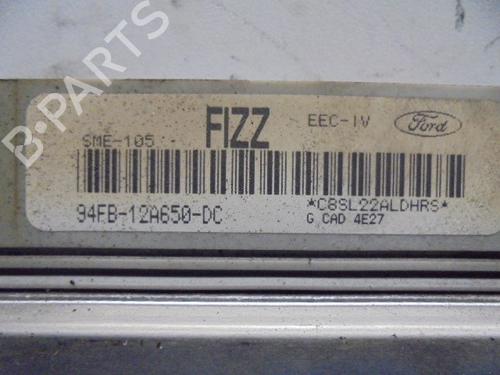 FIZZ EEC-IV Ford
SME-105
94FB-12A650-DC *C8SL22ALDHRS*
G CAD 4E27
B-PARTS